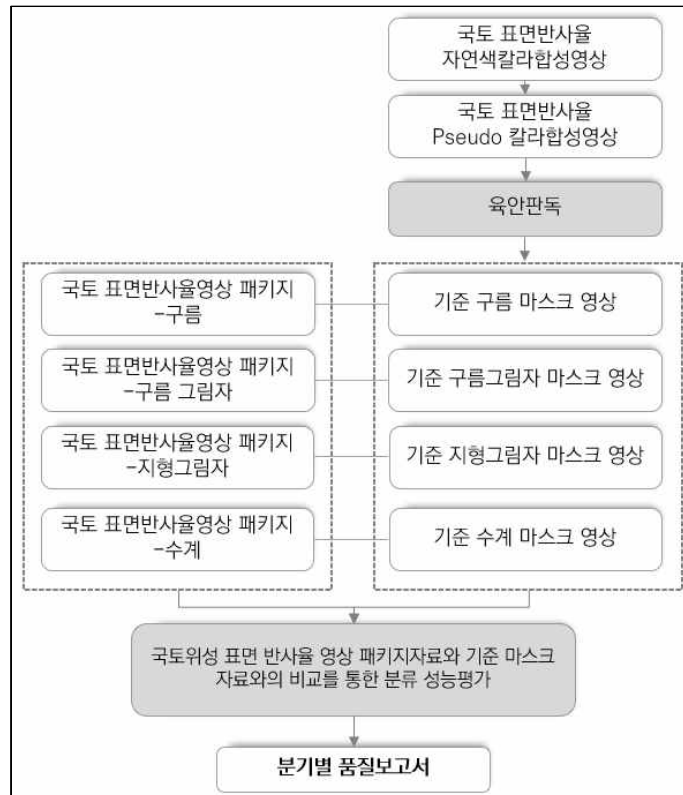 국토 표면반사율
자연색칼라합성영상
국토 표면반사율
Pseudo 칼라합성영상
육안판독
국토 표면반사율영상 패키지
-구름
기준 구름 마스크 영상
국토 표면반사율영상 패키지
-구름 그림자
기준 구름그림자 마스크 영상
국토 표면반사율영상 패키지
-지형그림자
기준 지형그림자 마스크 영상
국토 표면반사율영상 패키지
-수계
기준 수계 마스크 영상
국토위성 표면 반사율 영상 패키지자료와 기준 마스크
자료와의 비교를 통한 분류 성능평가
분기별 품질보고서